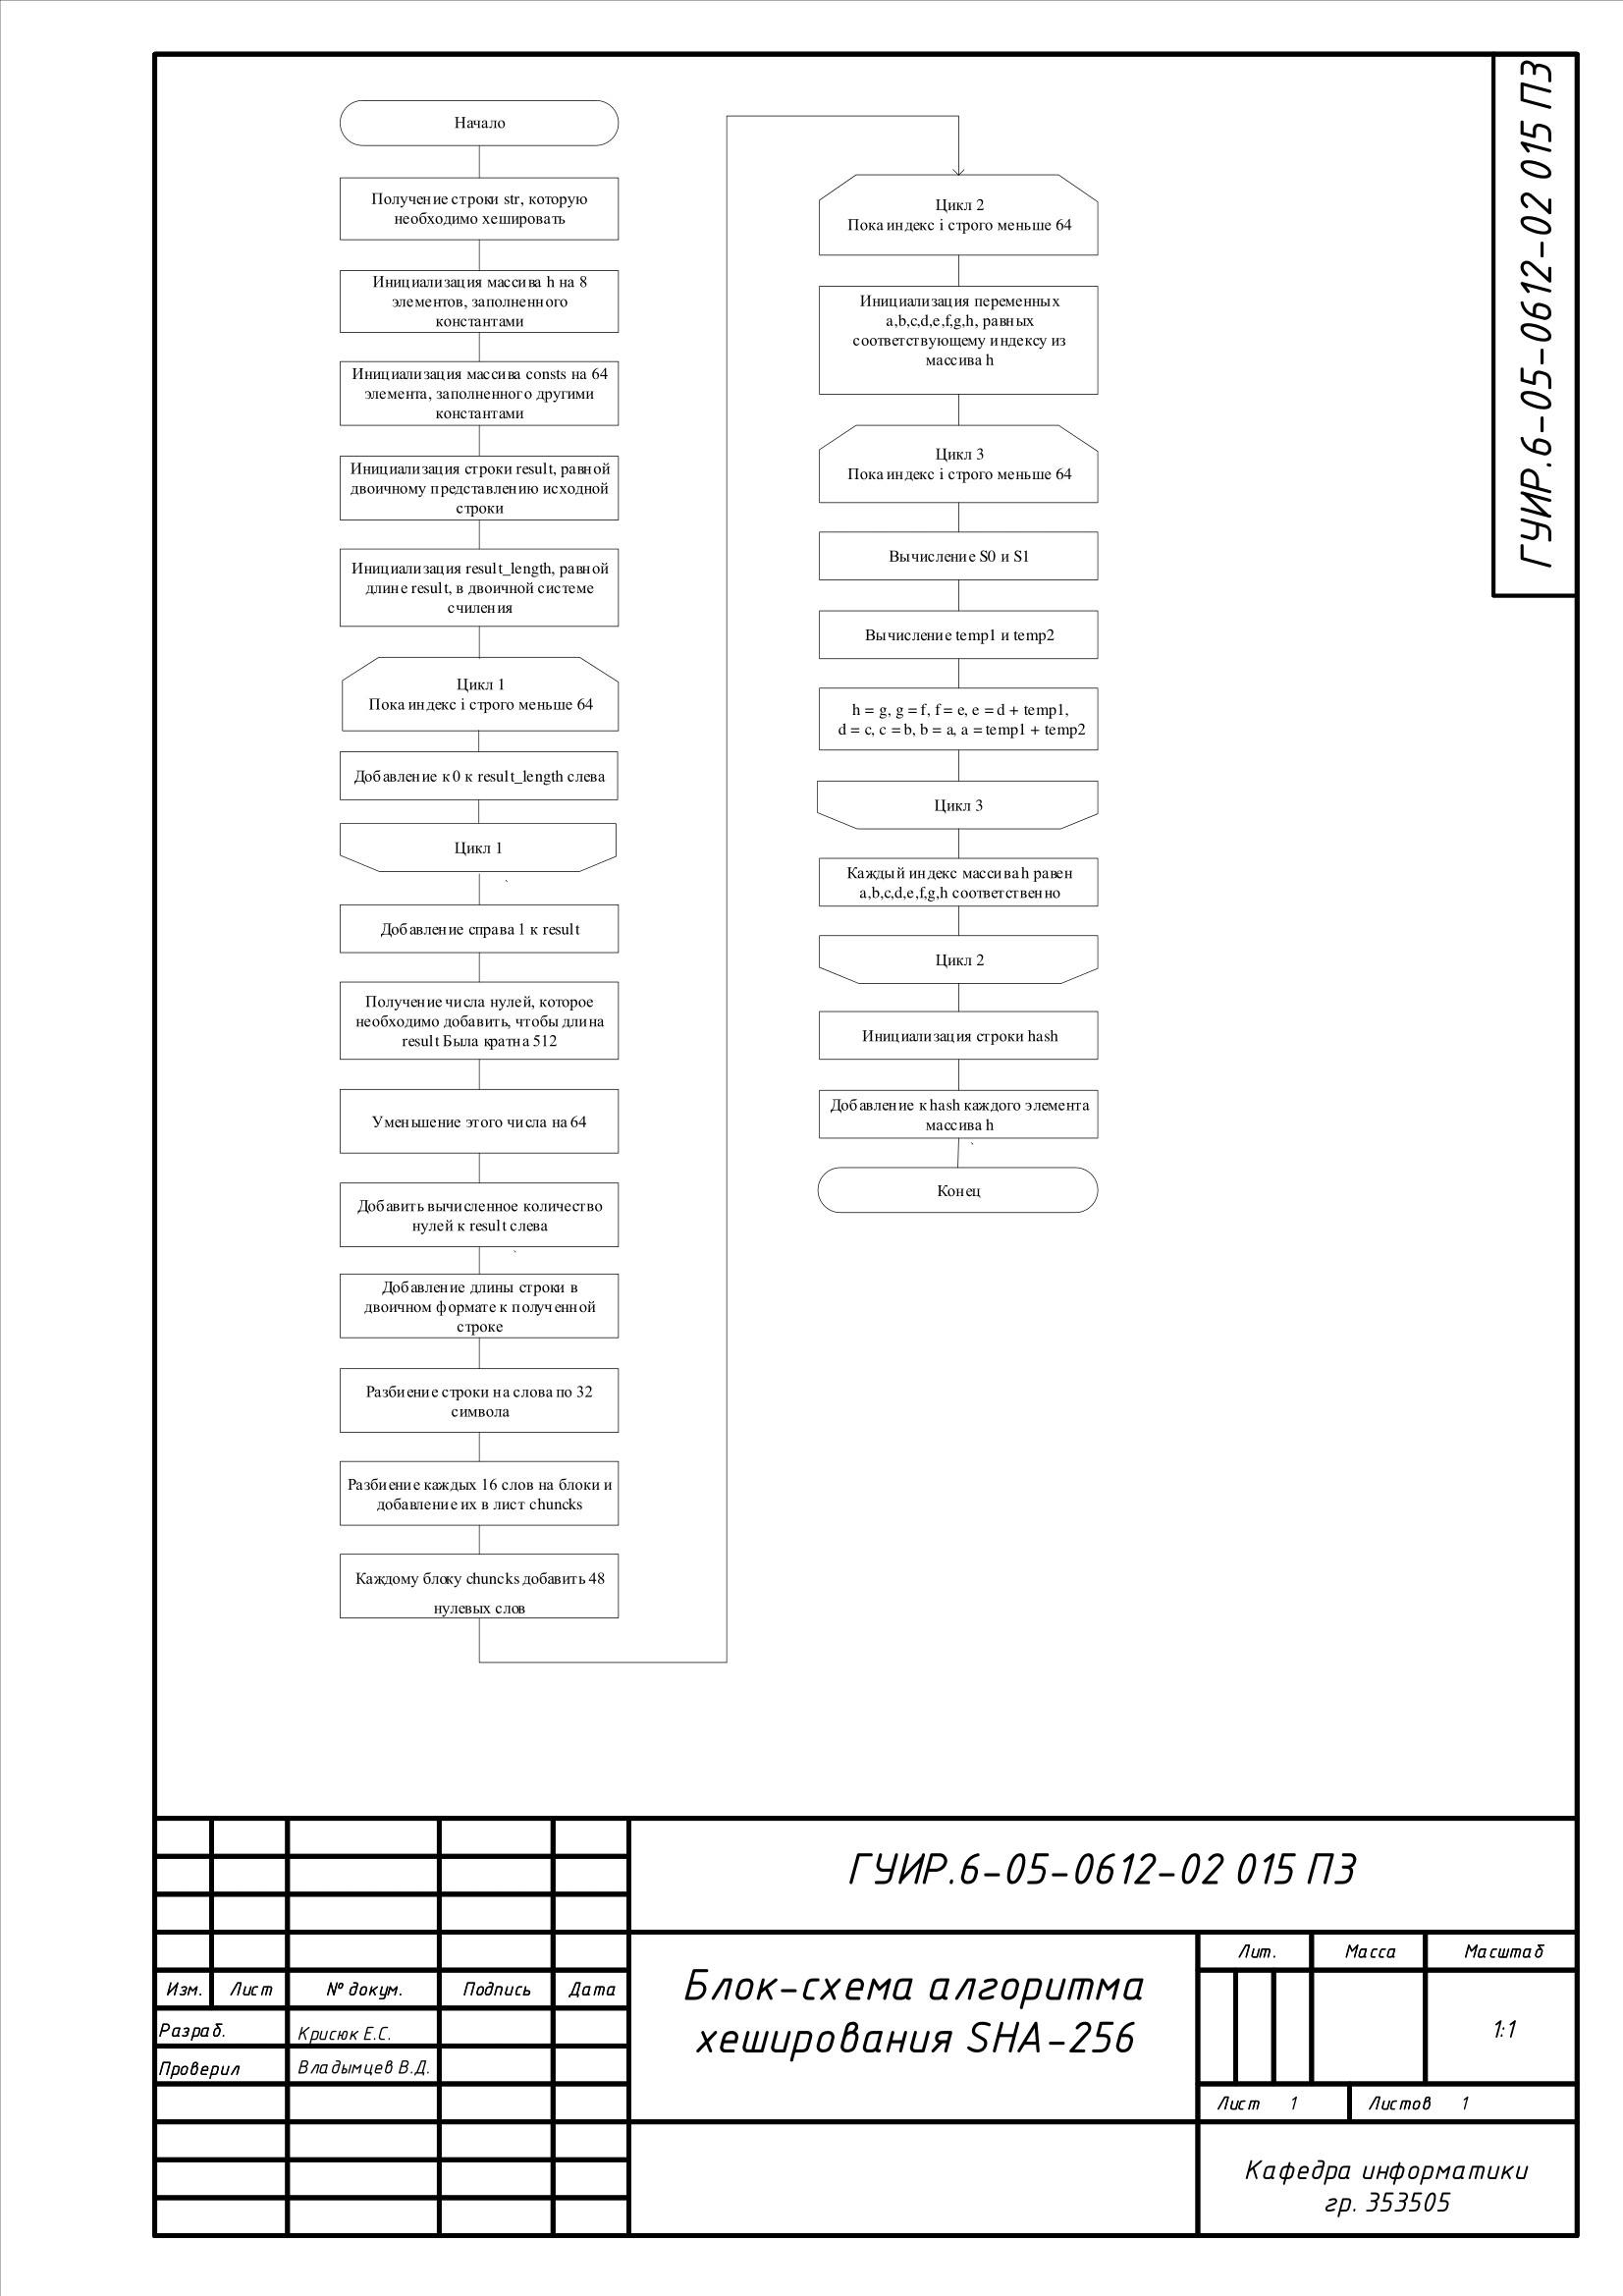 Начало
Получение строки str, которую
необходимо хешировать
Инициализация массива h на 8
элементов, заполненного
константами
Инициализация массива consts на 64
элемента, заполненного другими
константами
Инициализация строки result, равной
двоичному представлению исходной
строки
Инициализация result_length, равной
длине result, в двоичной системе
счиления
Цикл 1
Пока индекс i строго меньше 64
Добавление к 0 к result_length слева
Цикл 1
Добавление справа 1 к result
Получение числа нулей, которое
необходимо добавить, чтобы длина
result Была кратна 512
Уменьшение этого числа на 64
Добавить вычисленное количество
нулей к result слева
Добавление длины строки в
двоичном формате к полученной
строке
Разбиение строки на слова по 32
символа
Разбиение каждых 16 слов на блоки и
добавление их в лист chuncks
Каждому блоку chuncks добавить 48
нулевых слов
Цикл 2
Пока индекс i строго меньше 64
Инициализация переменных
a,b,c,d,e,f,g,h, равных
соответствующему индексу из
массива h
Цикл 3
Пока индекс i строго меньше 64
Вычисление S0 и S1
Вычисление temp1 и temp2
h = g, g = f, f = e, e = d + temp1,
d = c, c = b, b = a, a = temp1 + temp2
Цикл 3
Каждый индекс массива h равен
a,b,c,d,e,f,g,h соответственно
Цикл 2
Инициализация строки hash
Добавление к hash каждого элемента
массива h
Конец
ГУИР.6-05-0612-02 015 ПЗ
ГУИР.6-05-0612-02 015 ПЗ
Изм. Лист № докум. Подпись Дата
Разраб. Крисюк Е.С.
Проверил Владымцев В.Д.
Блок-схема алгоритма
хеширования SHA-256
Лит. Масса Масштаб
1:1
Лист 1 Листов 1
Кафедра информатики
гр. 353505